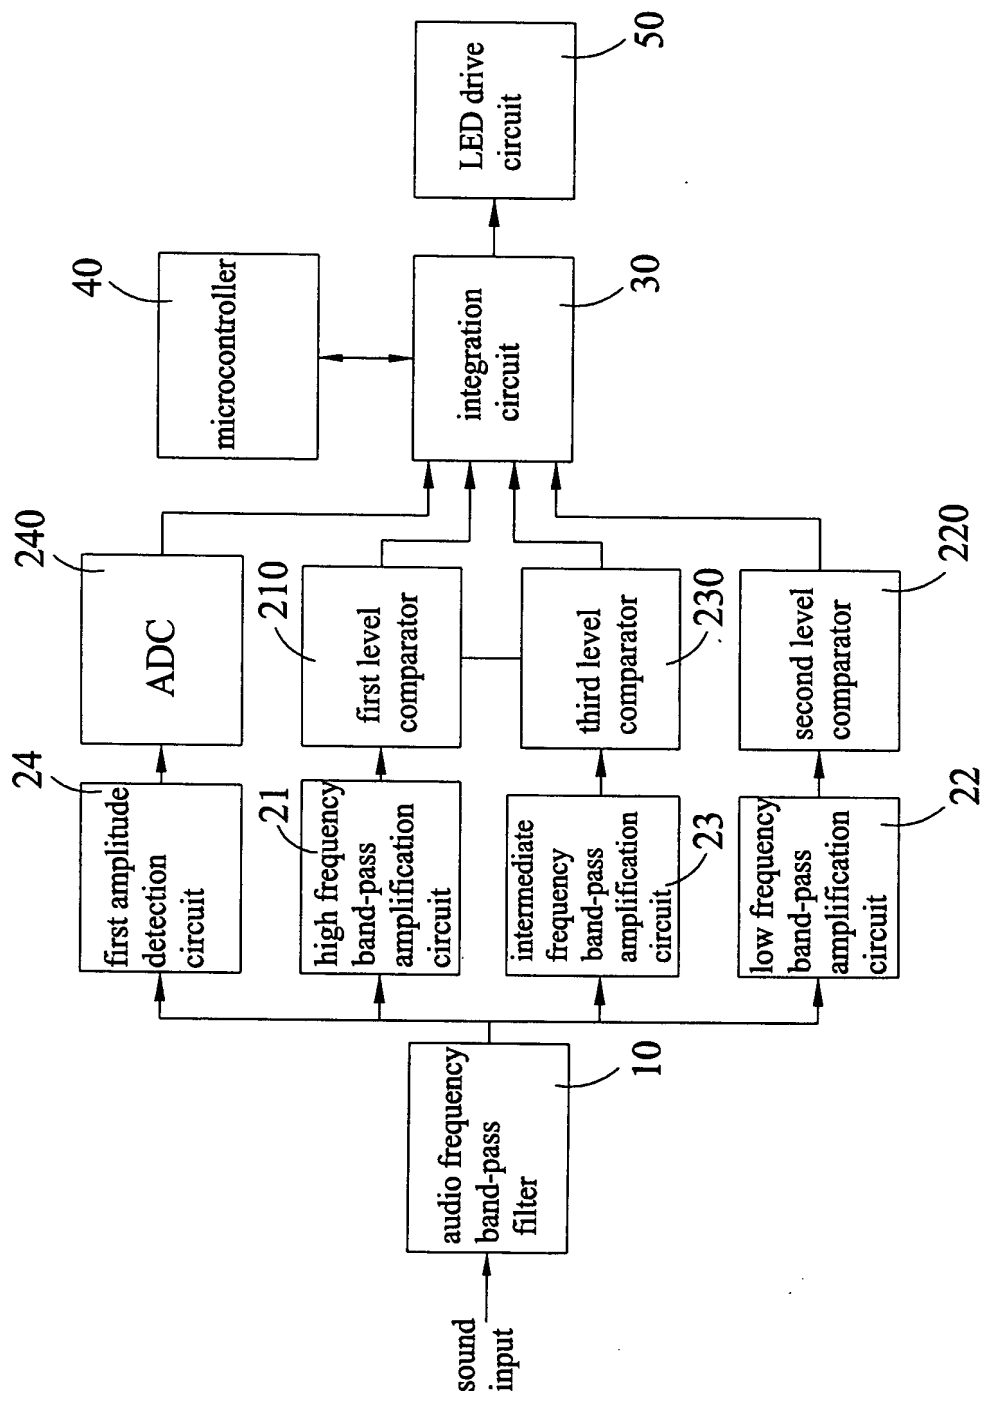 sound
input
audio frequency
band-pass
filter
10
first amplitude
detection
circuit
24
high frequency
band-pass
amplification
circuit
21
intermediate
frequency
band-pass
amplification
circuit
23
low frequency
band-pass
amplification
circuit
22
ADC
240
first level
comparator
210
third level
comparator
230
second level
comparator
220
microcontroller
40
integration
circuit
30
LED drive
circuit
50